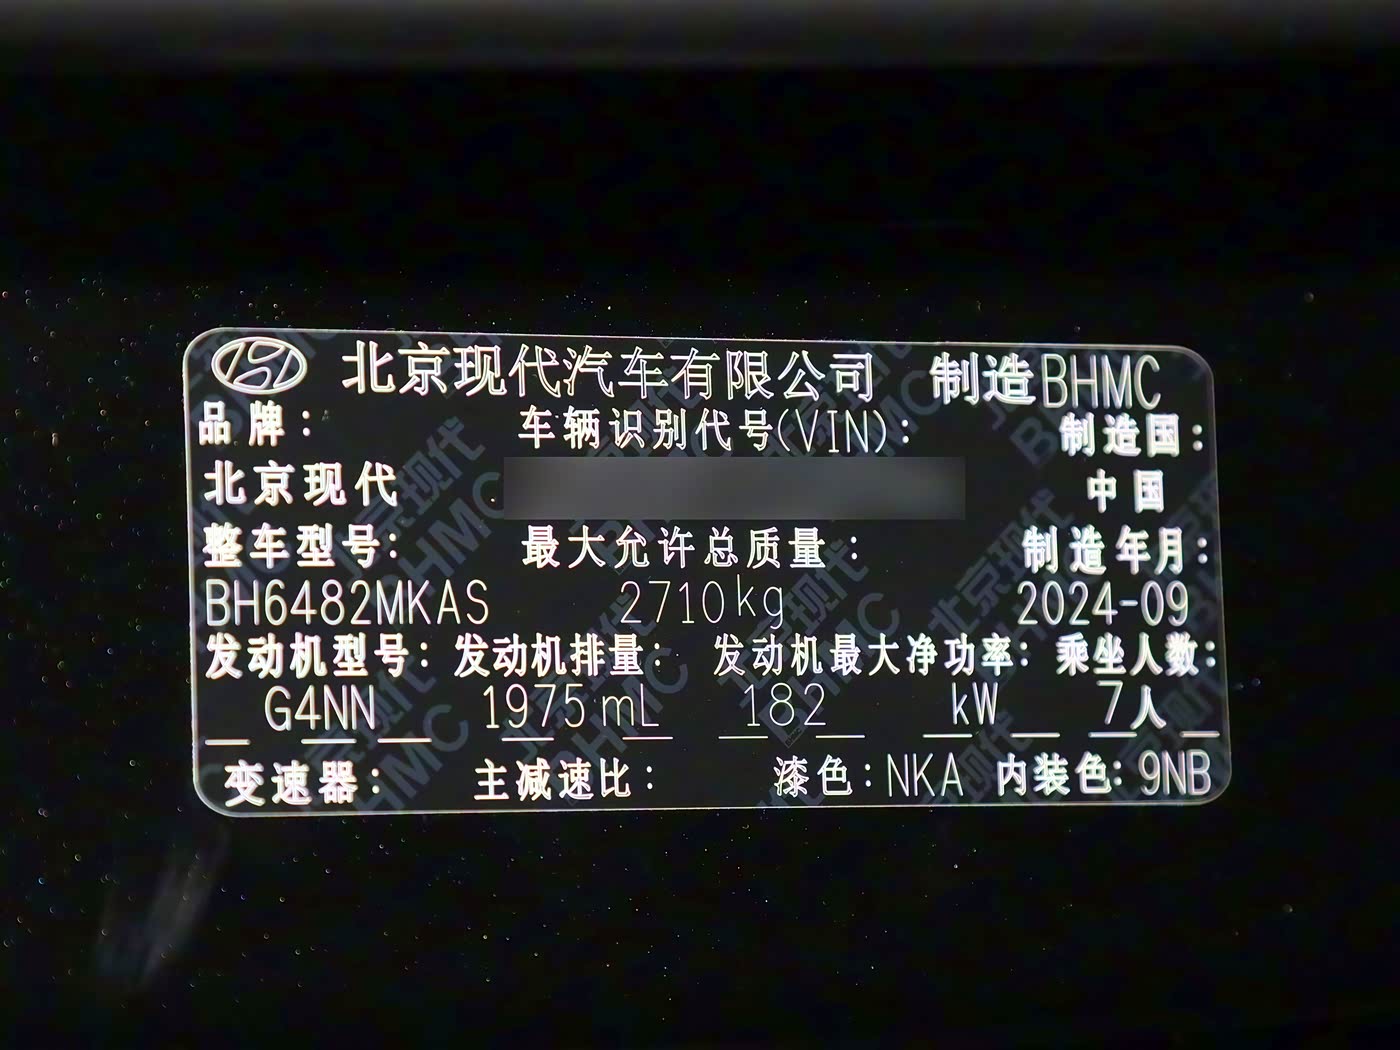 北京现代汽车有限公司 制造BHMC
品牌： 车辆识别代号(VIN)： 制造国：
北京现代 中国
整车型号： 最大允许总质量： 制造年月：
BH6482MKAS 2710kg 2024-09
发动机型号： 发动机排量： 发动机最大净功率： 乘坐人数：
G4NN 1975mL 182 kW 7人
变速器： 主减速比： 漆色：NKA 内装色：9NB